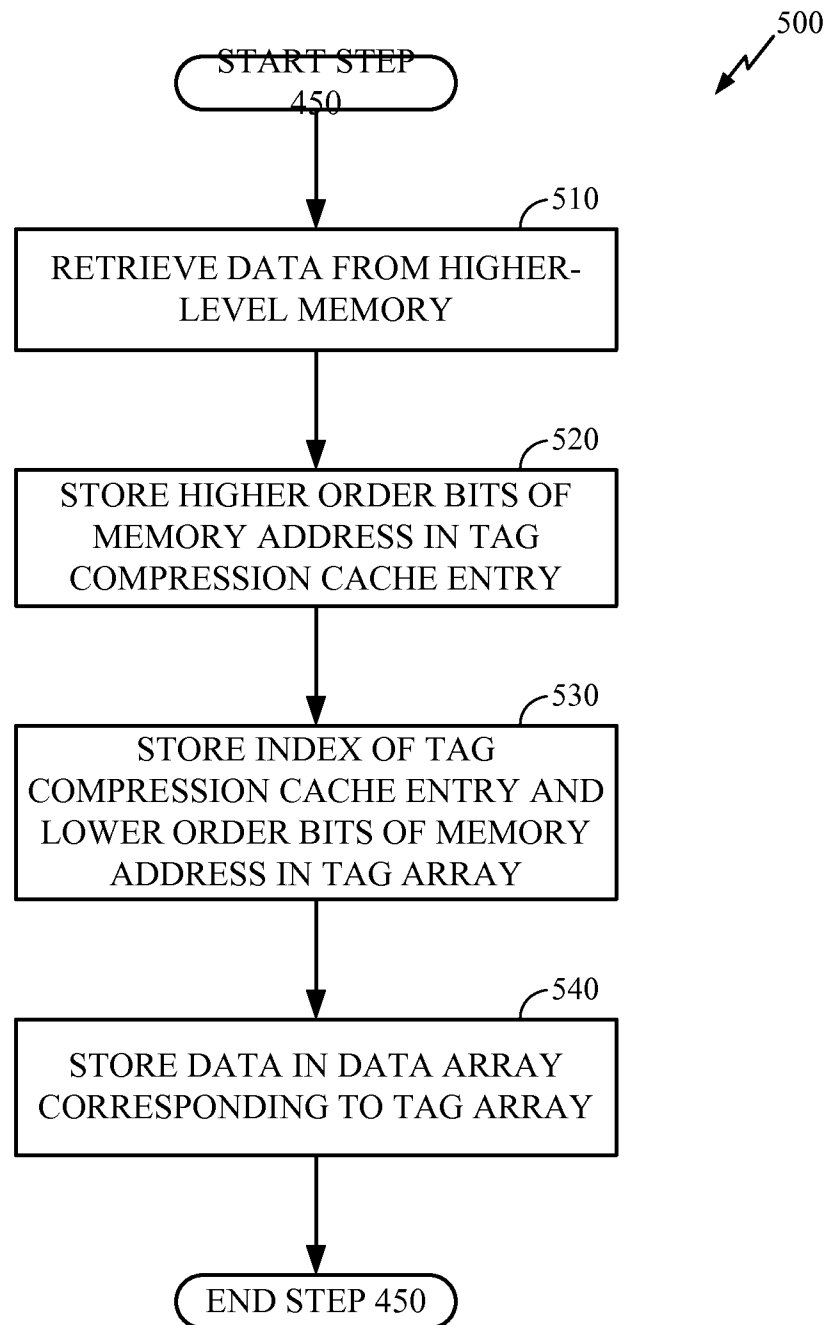 500
START STEP
450
510
RETRIEVE DATA FROM HIGHER-
LEVEL MEMORY
520
STORE HIGHER ORDER BITS OF
MEMORY ADDRESS IN TAG
COMPRESSION CACHE ENTRY
530
STORE INDEX OF TAG
COMPRESSION CACHE ENTRY AND
LOWER ORDER BITS OF MEMORY
ADDRESS IN TAG ARRAY
540
STORE DATA IN DATA ARRAY
CORRESPONDING TO TAG ARRAY
END STEP 450